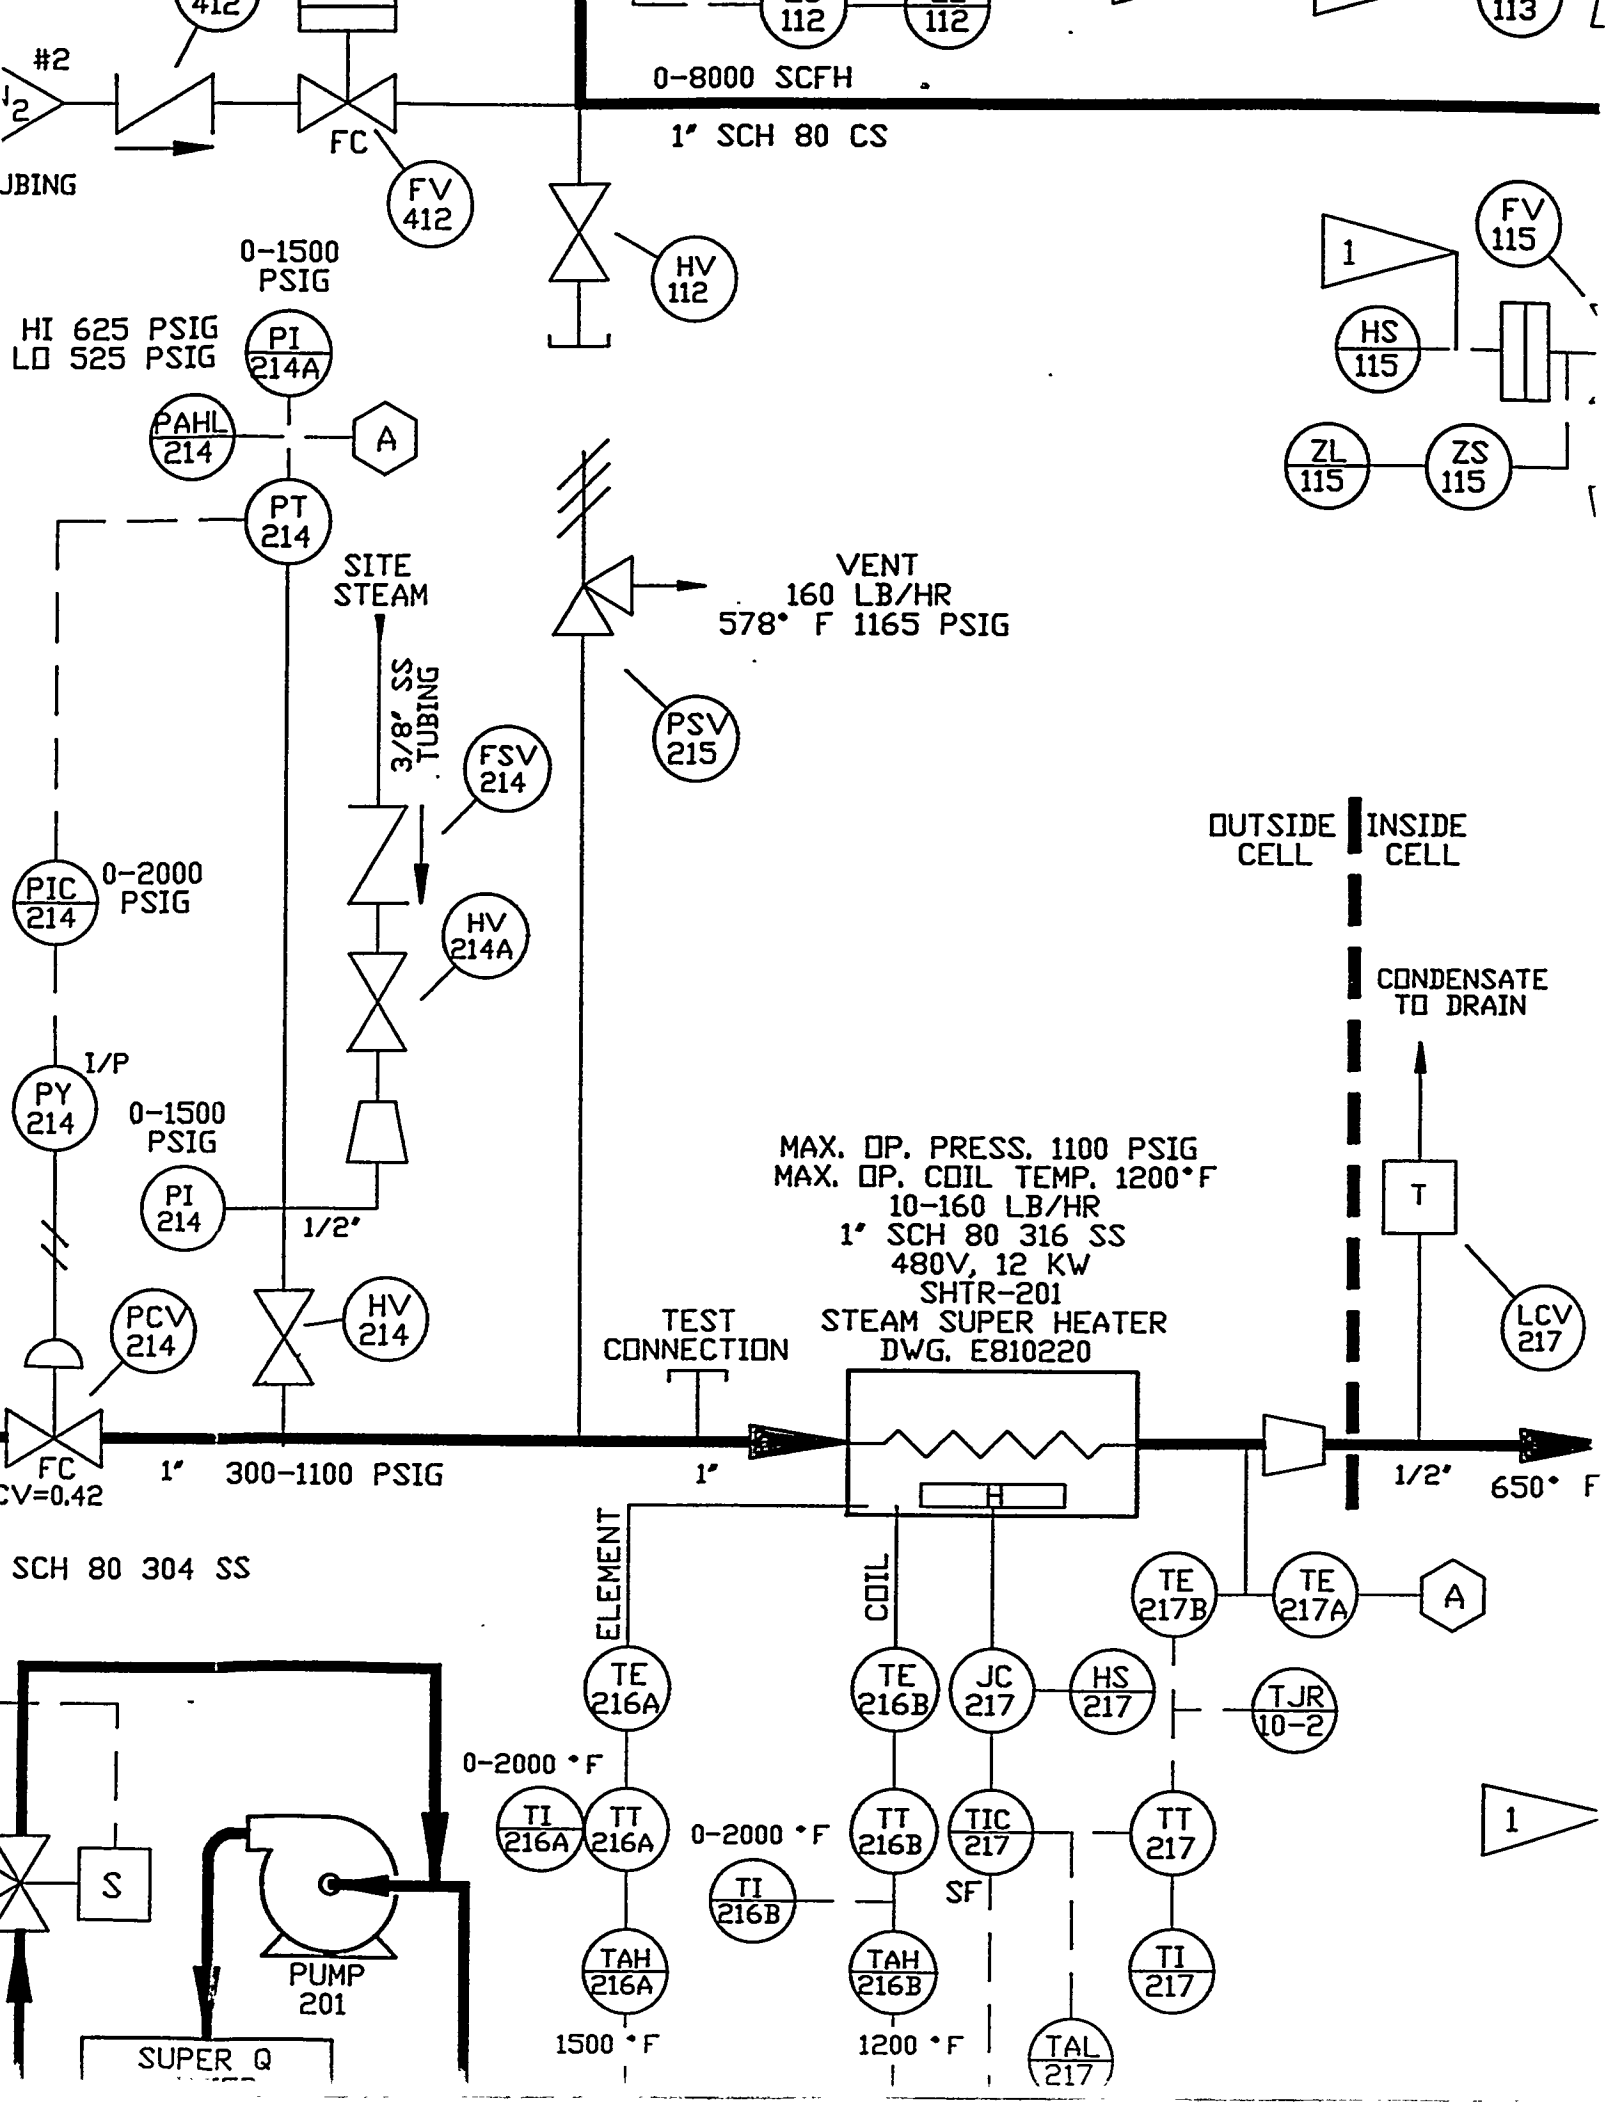 412
112
112
113
#2
2
0-8000 SCFH
1" SCH 80 CS
FC
UBING
FV
412
HV
112
FV
115
1
HS
115
ZL
115
ZS
115
0-1500
PSIG
HI 625 PSIG
LO 525 PSIG
PI
214A
PAHL
214
A
PT
214
SITE
STEAM
3/8" SS
TUBING
VENT
160 LB/HR
578° F 1165 PSIG
PSV
215
FSV
214
OUTSIDE
CELL
INSIDE
CELL
PIC
214
0-2000
PSIG
HV
214A
CONDENSATE
TO DRAIN
I/P
PY
214
0-1500
PSIG
PI
214
1/2"
MAX. OP. PRESS. 1100 PSIG
MAX. OP. COIL TEMP. 1200°F
10-160 LB/HR
1" SCH 80 316 SS
480V, 12 KW
SHTR-201
STEAM SUPER HEATER
DWG. E810220
T
LCV
217
PCV
214
HV
214
TEST
CONNECTION
FC
CV=0.42
1"
300-1100 PSIG
1"
H
1/2"
650° F
SCH 80 304 SS
ELEMENT
COIL
TE
217B
TE
217A
A
TE
216A
TE
216B
JC
217
HS
217
TJR
10-2
0-2000 °F
TI
216A
TT
216A
0-2000 °F
TT
216B
TIC
217
TT
217
1
SF
TI
216B
S
PUMP
201
TAH
216A
TAH
216B
TI
217
1500 °F
1200 °F
TAL
217
SUPER Q